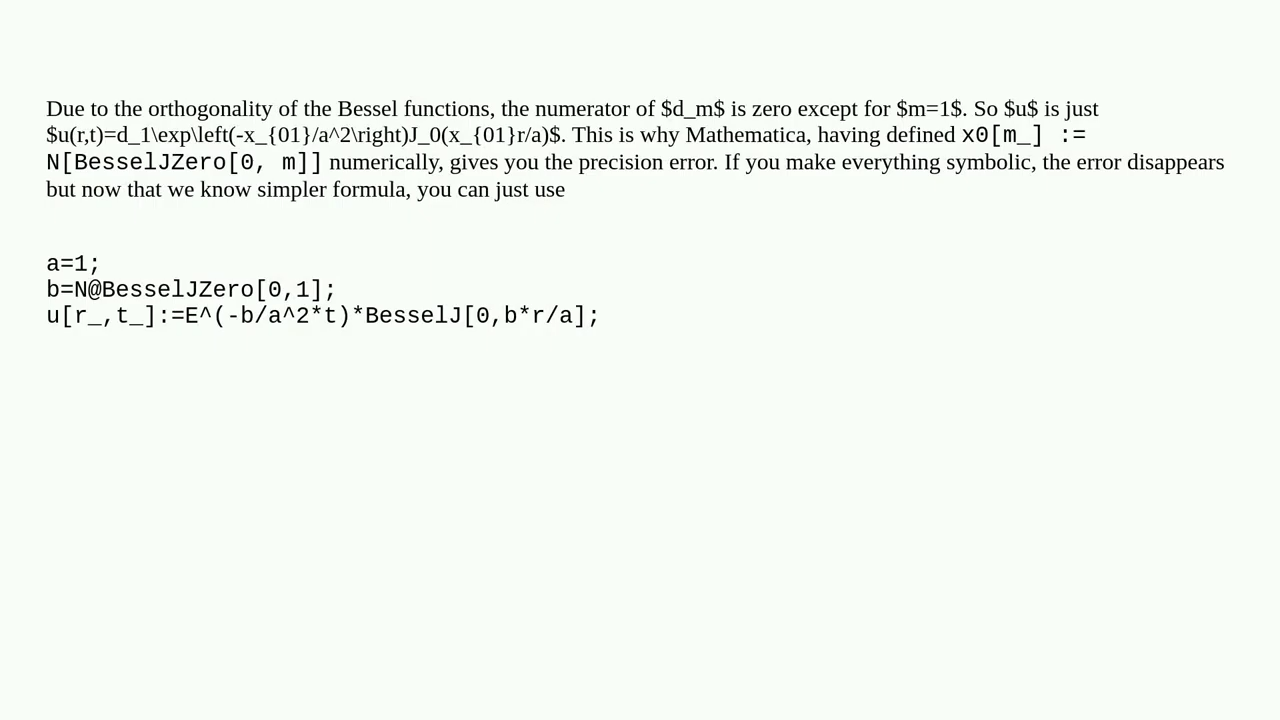 Due to the orthogonality of the Bessel functions, the numerator of $d_m$ is zero except for $m=1$. So $u$ is just
$u(r,t)=d_1\exp\left(-x_{01}/a^2\right)J_0(x_{01}r/a)$. This is why Mathematica, having defined x0[m_] :=
N[BesselJZero[0, m]] numerically, gives you the precision error. If you make everything symbolic, the error disappears
but now that we know simpler formula, you can just use
a=1;
b=N@BesselJZero[0,1];
u[r_,t_]:=E^(-b/a^2*t)*BesselJ[0,b*r/a];